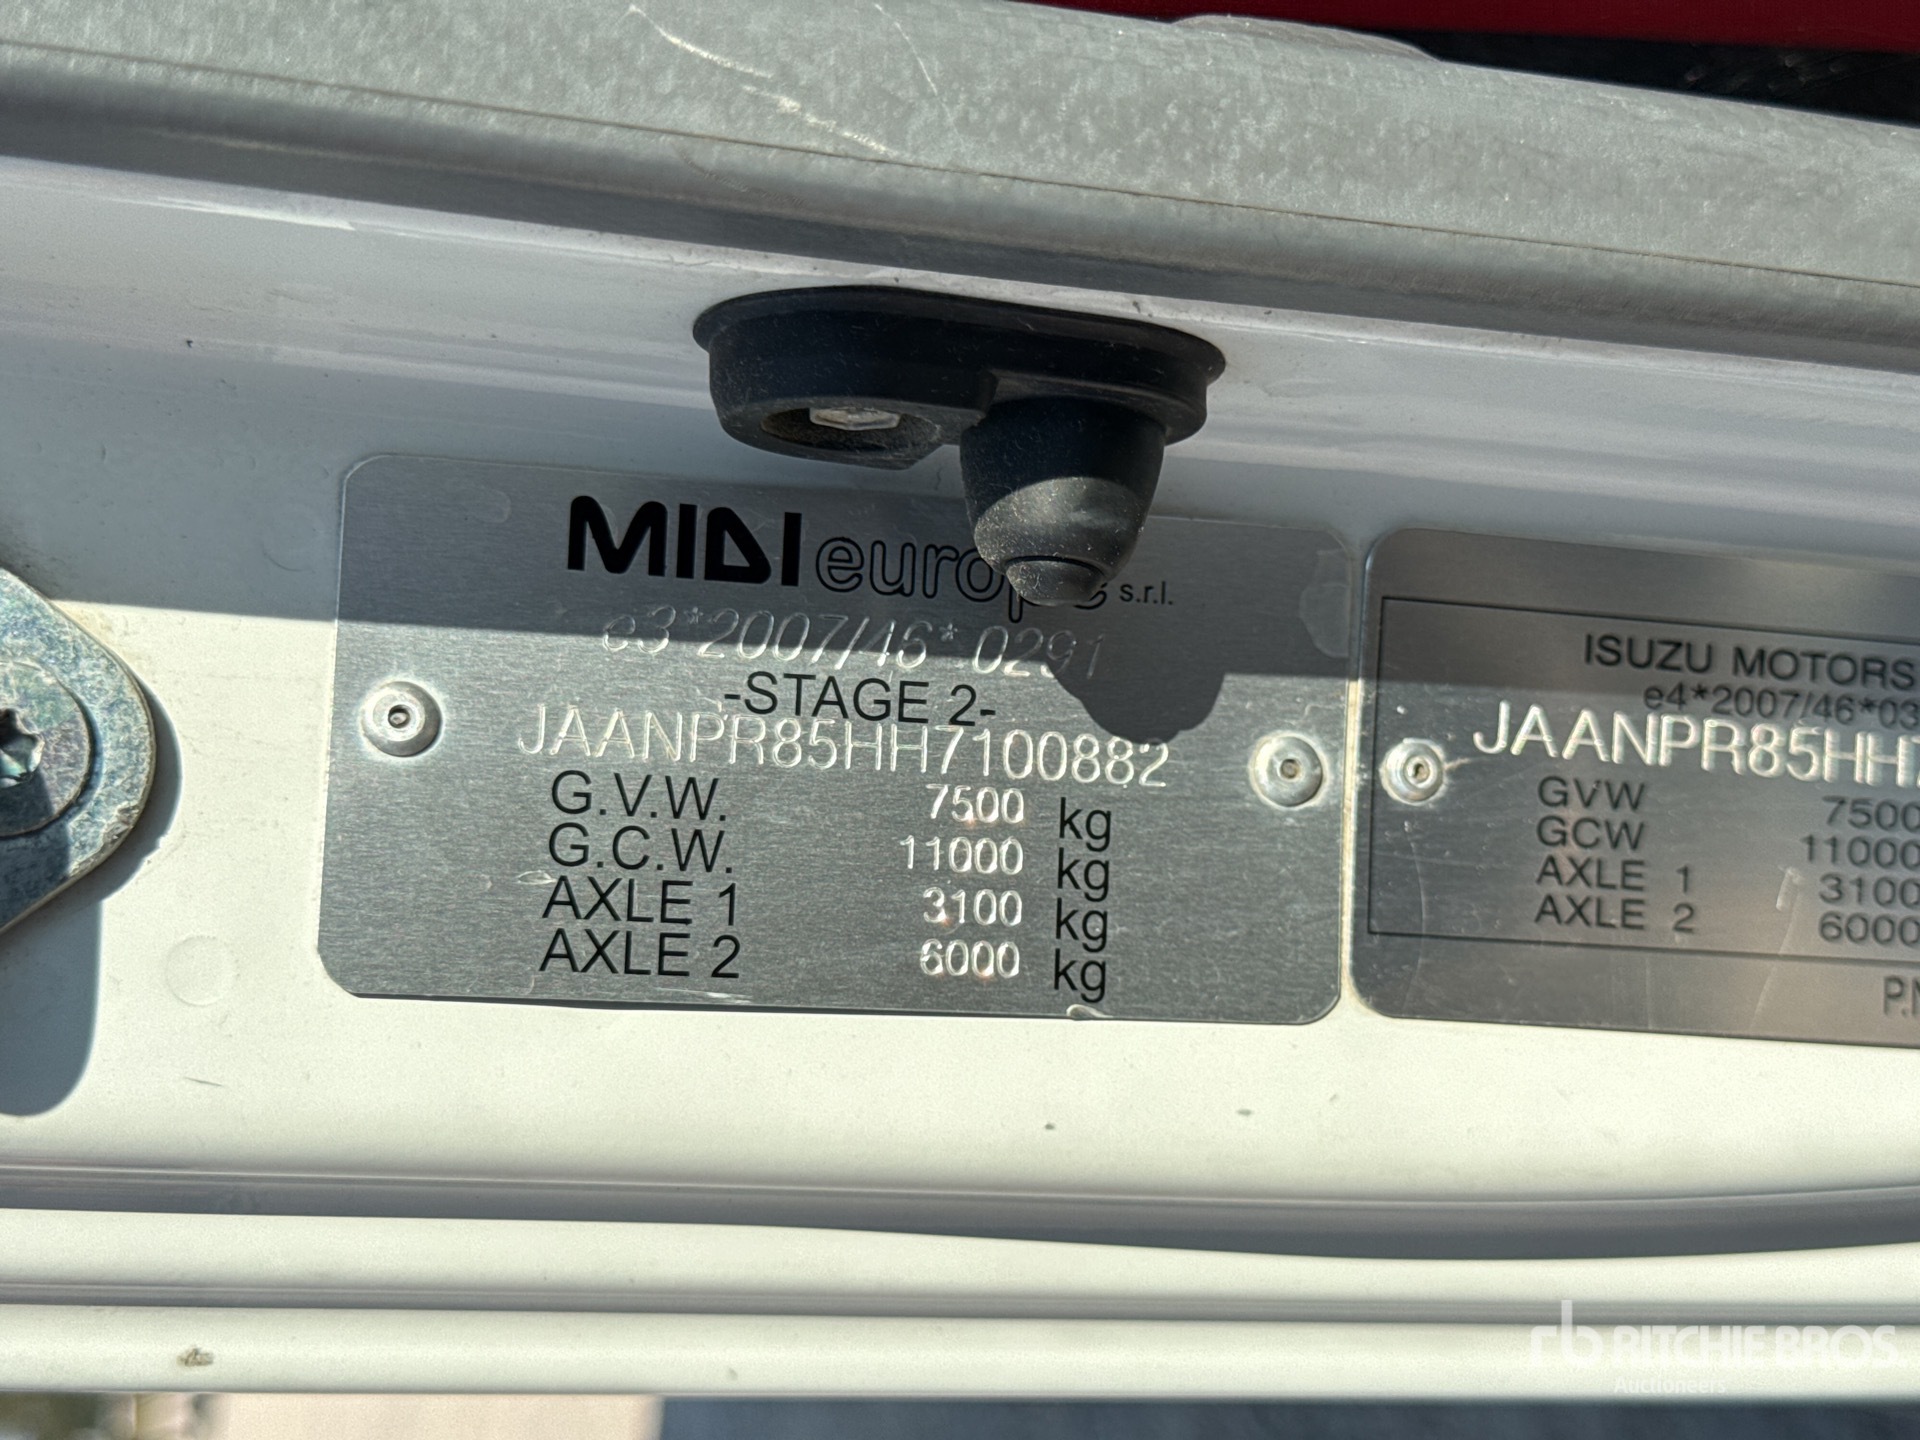 MIDI europe s.r.l.
e3*2007/46*0291
-STAGE 2-
JAANPR85HH7100882
G.V.W. 7500 kg
G.C.W. 11000 kg
AXLE 1 3100 kg
AXLE 2 6000 kg
ISUZU MOTORS
e4*2007/46*03
JAANPR85HH7
GVW 7500
GCW 11000
AXLE 1 3100
AXLE 2 6000
rb RITCHIE BROS.
Auctioneers